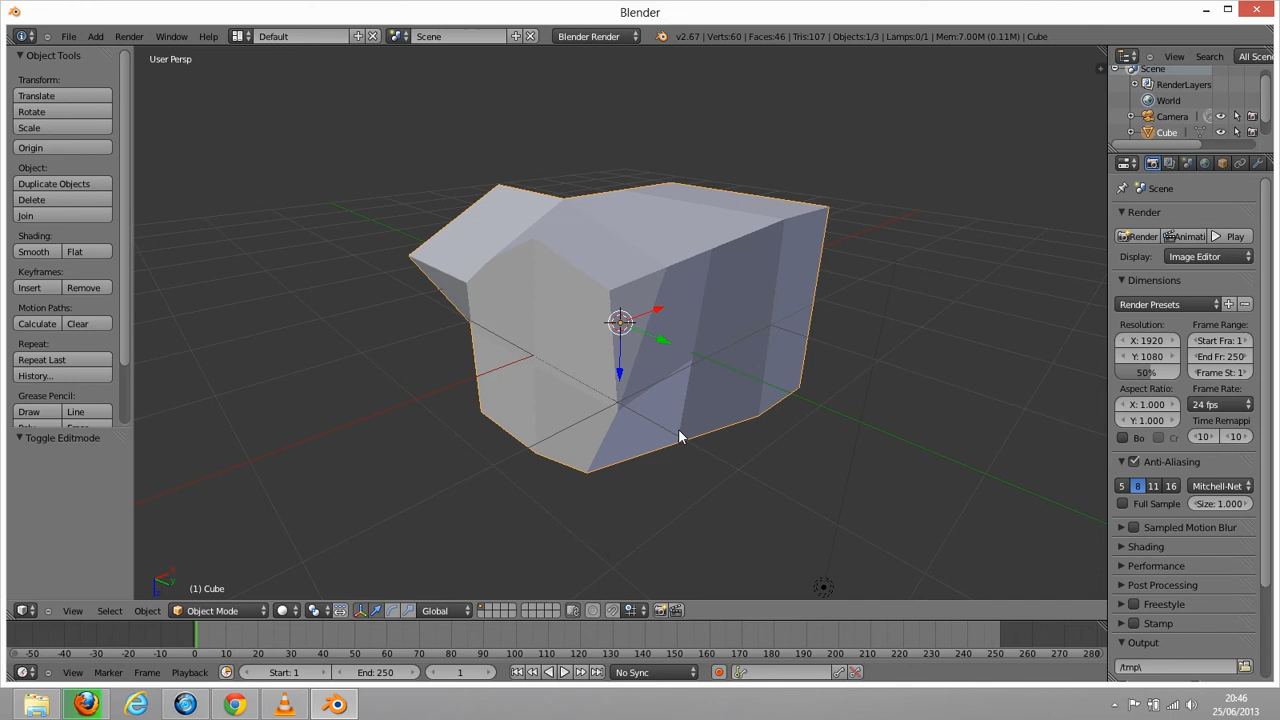 Blender
File Add Render Window Help Default Scene Blender Render v2.67 | Verts:60 | Faces:46 | Tris:107 | Objects:1/3 | Lamps:0/1 | Mem:7.00M (0.11M) | Cube
Object Tools
Transform:
Translate
Rotate
Scale
Origin
Object:
Duplicate Objects
Delete
Join
Shading:
Smooth Flat
Keyframes:
Insert Remove
Motion Paths:
Calculate Clear
Repeat:
Repeat Last
History...
Grease Pencil:
Draw Line
Toggle Editmode
User Persp
(1) Cube
View Select Object Object Mode Global
-50 -40 -30 -20 -10 0 10 20 30 40 50 60 70 80 90 100 110 120 130 140 150 160 170 180 190 200 210 220 230 240 250 260 270 280
View Marker Frame Playback Start: 1 End: 250 1 No Sync
View Search All Scen
Scene
RenderLayers
World
Camera
Cube
Scene
Render
Render Animati Play
Display: Image Editor
Dimensions
Render Presets
Resolution: Frame Range:
X: 1920 Start Fra: 1
Y: 1080 End Fr: 250
50% Frame St: 1
Aspect Ratio: Frame Rate:
X: 1.000 24 fps
Y: 1.000 Time Remappi
Bo Cr 10 10
Anti-Aliasing
5 8 11 16 Mitchell-Net
Full Sample Size: 1.000
Sampled Motion Blur
Shading
Performance
Post Processing
Freestyle
Stamp
Output
/tmp\
20:46
25/06/2013